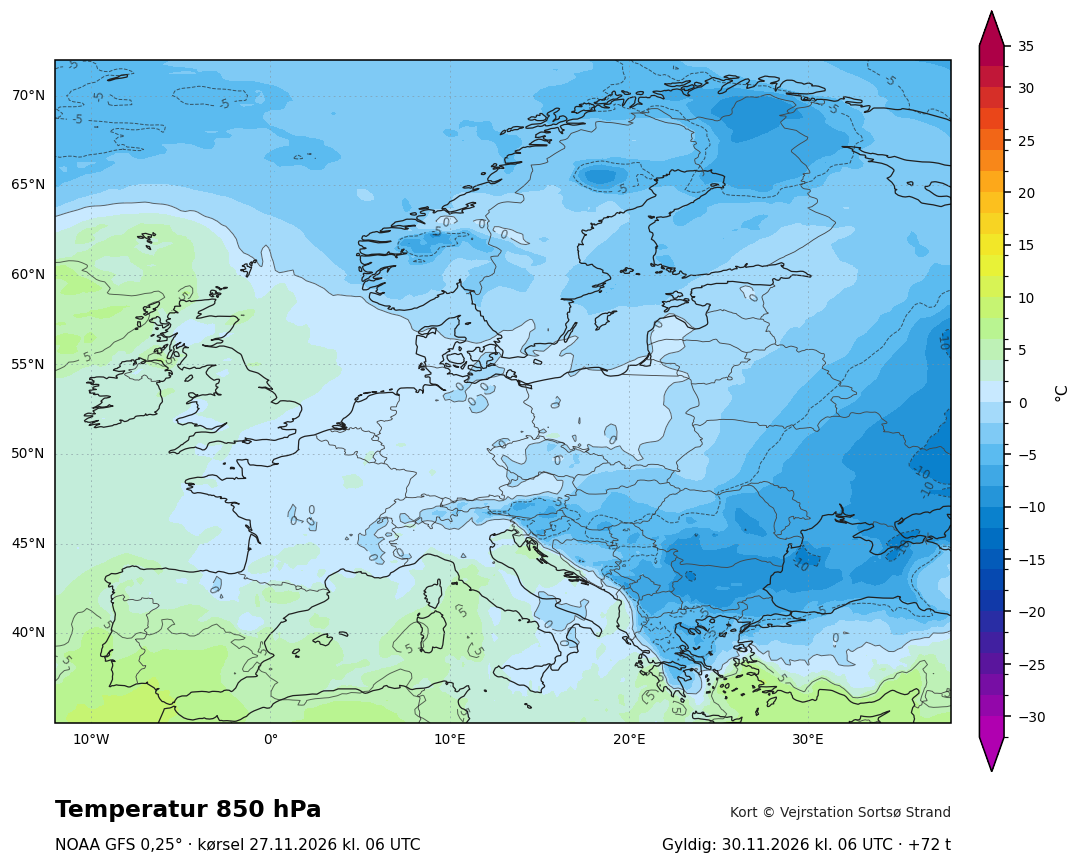 70°N
65°N
60°N
55°N
50°N
45°N
40°N
10°W
0°
10°E
20°E
30°E
35
30
25
20
15
10
5
0
−5
−10
−15
−20
−25
−30
°C
Temperatur 850 hPa
Kort © Vejrstation Sortsø Strand
NOAA GFS 0,25° · kørsel 27.11.2026 kl. 06 UTC
Gyldig: 30.11.2026 kl. 06 UTC · +72 t